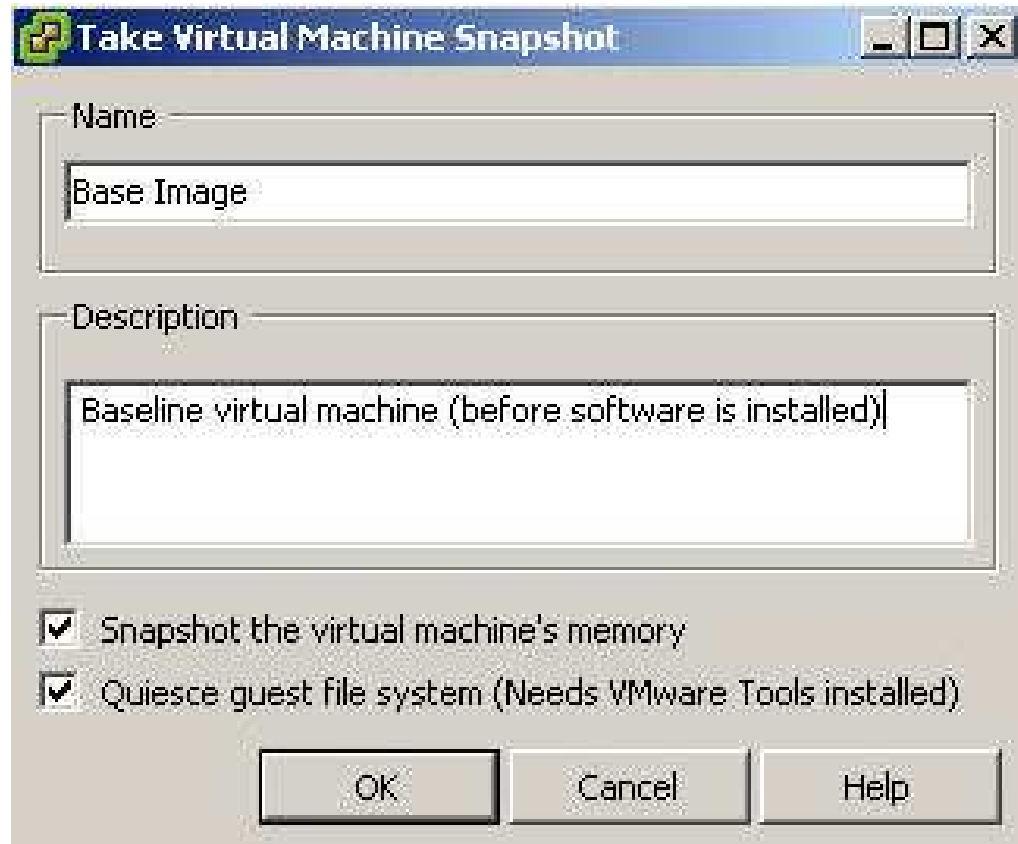 Take Virtual Machine Snapshot
Name
Base Image
Description
Baseline virtual machine (before software is installed)
Snapshot the virtual machine's memory
Quiesce guest file system (Needs VMware Tools installed)
OK
Cancel
Help